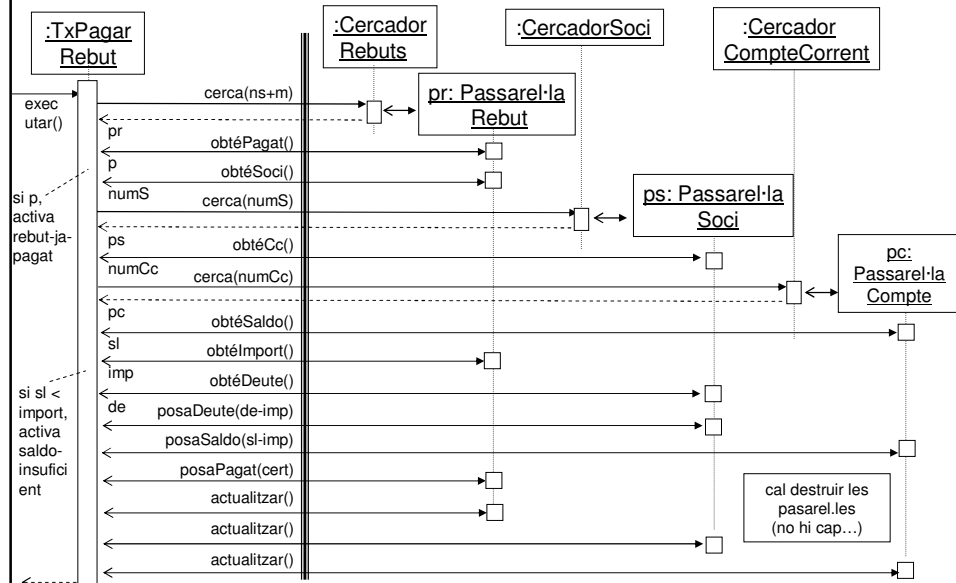 :TxPagar
Rebut
:Cercador
Rebuts
:CercadorSoci
:Cercador
CompteCorrent
exec
utar()
cerca(ns+m)
pr: Passarel·la
Rebut
pr
obtéPagat()
p
obtéSoci()
numS
si p,
activa
rebut-ja-
pagat
cerca(numS)
ps: Passarel·la
Soci
ps
obtéCc()
numCc
cerca(numCc)
pc:
Passarel·la
Compte
pc
obtéSaldo()
sl
obtéImport()
imp
obtéDeute()
de
si sl <
import,
activa
saldo-
insufici
ent
posaDeute(de-imp)
posaSaldo(sl-imp)
posaPagat(cert)
actualitzar()
actualitzar()
actualitzar()
cal destruir les
pasarel.les
(no hi cap…)